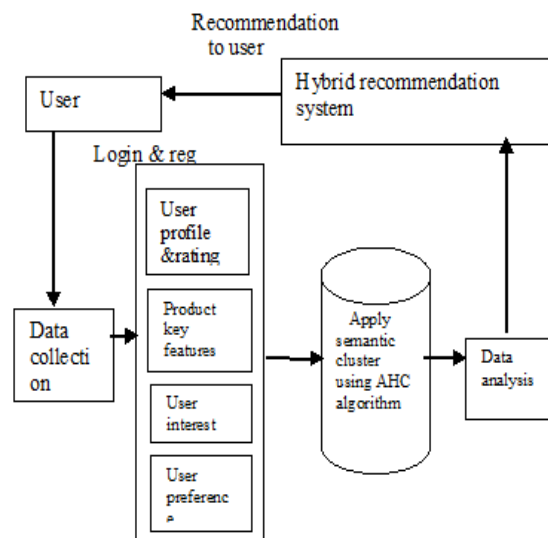 Recommendation
to user
Hybrid recommendation
system
User
Login & reg
User
profile
&rating
Product
key
features
User
interest
User
preferenc
e
Data
collecti
on
Apply
semantic
cluster
using AHC
algorithm
Data
analysis